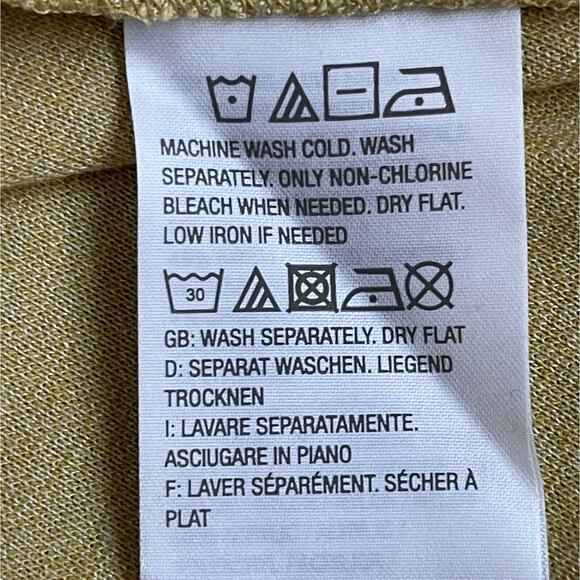 MACHINE WASH COLD. WASH
SEPARATELY. ONLY NON-CHLORINE
BLEACH WHEN NEEDED. DRY FLAT.
LOW IRON IF NEEDED
30
GB: WASH SEPARATELY. DRY FLAT
D: SEPARAT WASCHEN. LIEGEND
TROCKNEN
I: LAVARE SEPARATAMENTE.
ASCIUGARE IN PIANO
F: LAVER SÉPARÉMENT. SÉCHER À
PLAT